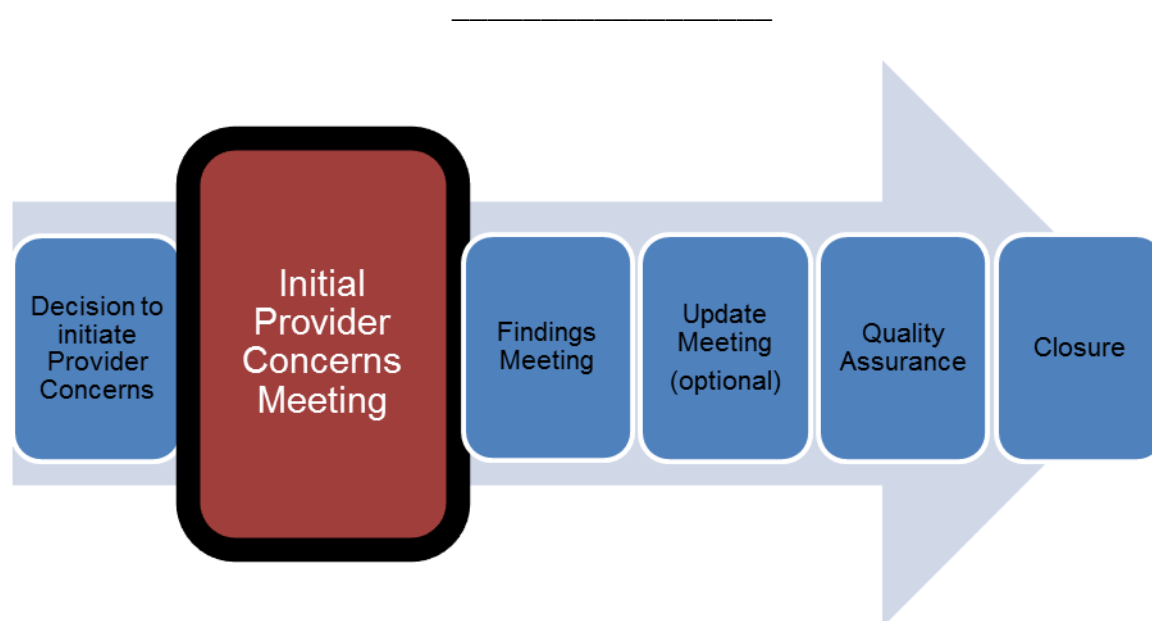 Decision to
initiate
Provider
Concerns
Initial
Provider
Concerns
Meeting
Findings
Meeting
Update
Meeting
(optional)
Quality
Assurance
Closure